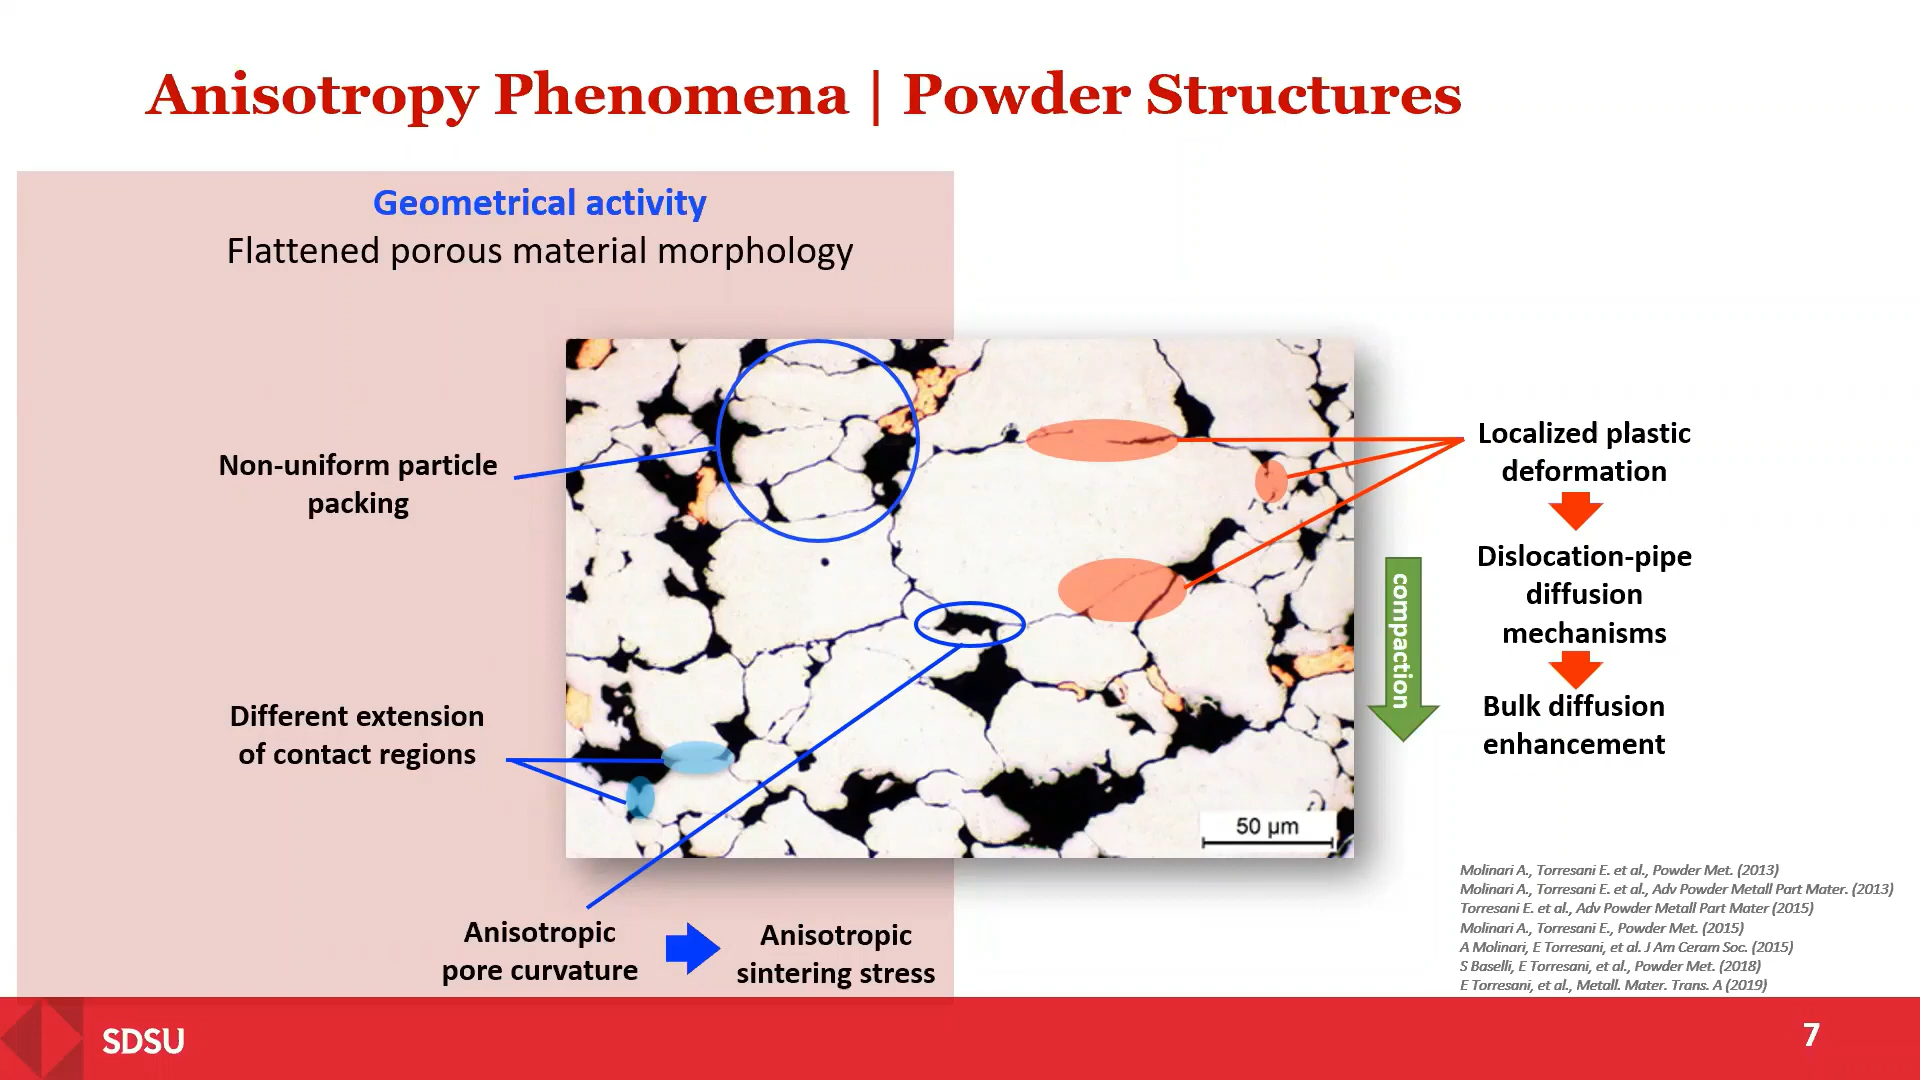 Anisotropy Phenomena | Powder Structures
Geometrical activity
Flattened porous material morphology
Non-uniform particle
packing
Different extension
of contact regions
Anisotropic
pore curvature
Anisotropic
sintering stress
50 µm
compaction
Localized plastic
deformation
Dislocation-pipe
diffusion
mechanisms
Bulk diffusion
enhancement
Molinari A., Torresani E. et al., Powder Met. (2013)
Molinari A., Torresani E. et al., Adv Powder Metall Part Mater. (2013)
Torresani E. et al., Adv Powder Metall Part Mater (2015)
Molinari A., Torresani E., Powder Met. (2015)
A Molinari, E Torresani, et al. J Am Ceram Soc. (2015)
S Baselli, E Torresani, et al., Powder Met. (2018)
E Torresani, et al., Metall. Mater. Trans. A (2019)
SDSU
7